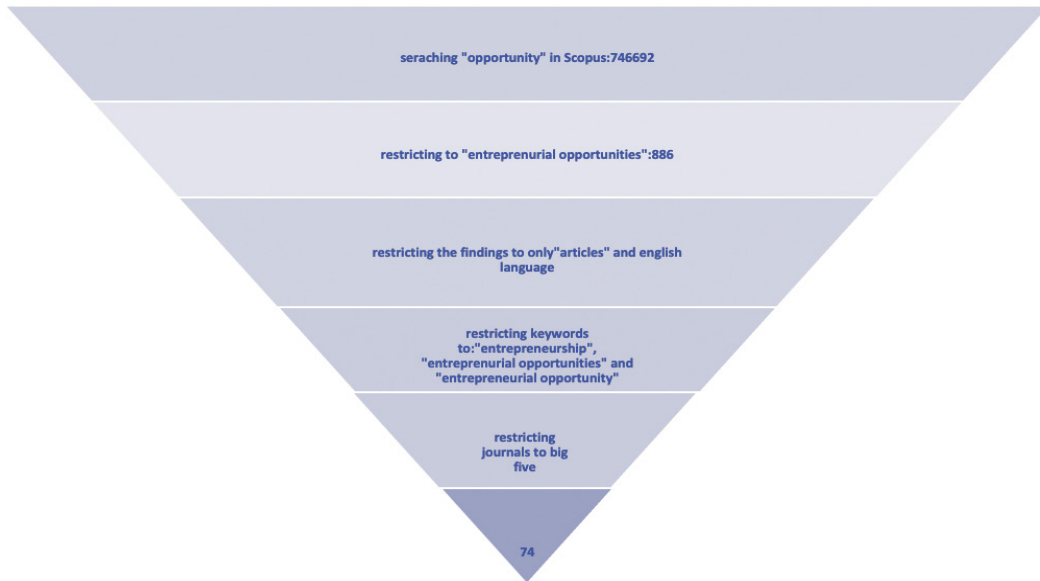 seraching "opportunity" in Scopus:746692
restricting to "entreprenurial opportunities":886
restricting the findings to only"articles" and english
language
restricting keywords
to:"entrepreneurship",
"entreprenurial opportunities" and
"entrepreneurial opportunity"
restricting
journals to big
five
74